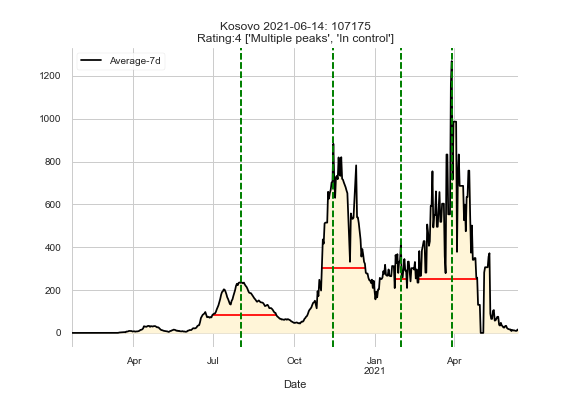 Kosovo 2021-06-14: 107175
Rating:4 ['Multiple peaks', 'In control']
Average-7d
1200
1000
800
600
400
200
0
Apr
Jul
Oct
Jan
2021
Apr
Date